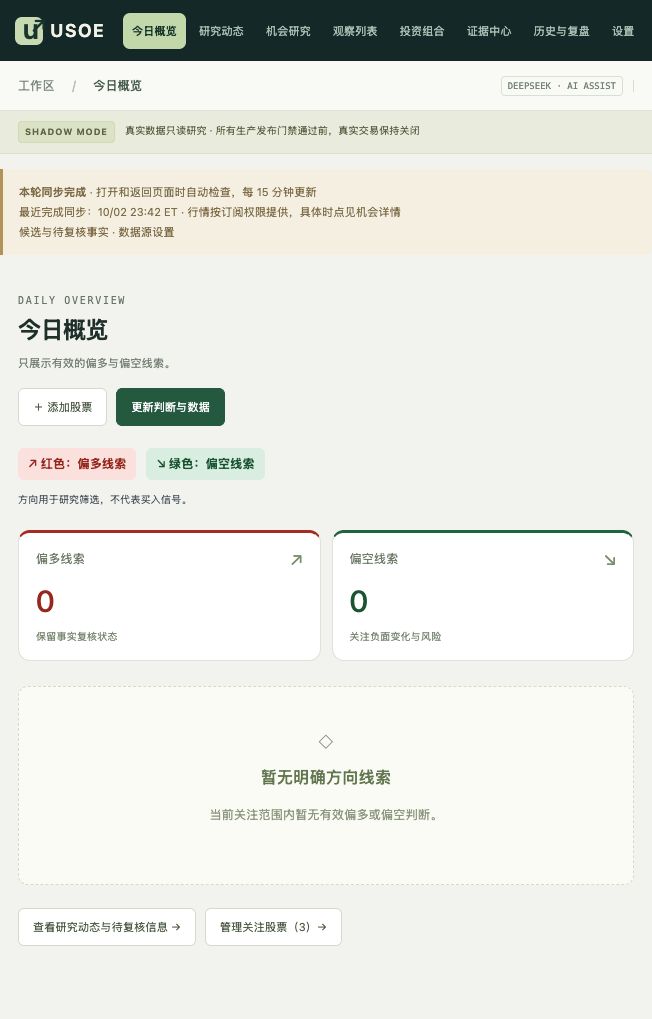 USOE 今日概览 研究动态 机会研究 观察列表 投资组合 证据中心 历史与复盘 设置
工作区 / 今日概览 DEEPSEEK · AI ASSIST
SHADOW MODE 真实数据只读研究 · 所有生产发布门禁通过前，真实交易保持关闭
本轮同步完成 · 打开和返回页面时自动检查，每 15 分钟更新
最近完成同步：10/02 23:42 ET · 行情按订阅权限提供，具体时点见机会详情
候选与待复核事实 · 数据源设置
DAILY OVERVIEW
今日概览
只展示有效的偏多与偏空线索。
+ 添加股票 更新判断与数据
↗ 红色：偏多线索 ↘ 绿色：偏空线索
方向用于研究筛选，不代表买入信号。
偏多线索 ↗ 偏空线索 ↘
0 0
保留事实复核状态 关注负面变化与风险
◇
暂无明确方向线索
当前关注范围内暂无有效偏多或偏空判断。
查看研究动态与待复核信息 → 管理关注股票（3）→